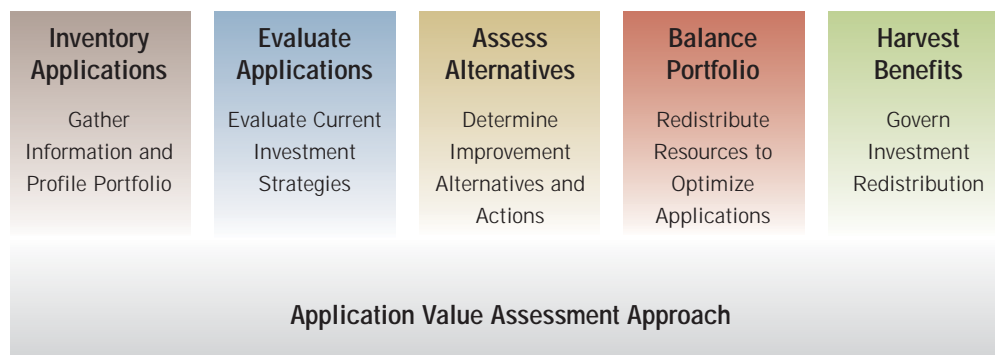 Inventory
Applications
Gather
Information and
Profile Portfolio
Evaluate
Applications
Evaluate Current
Investment
Strategies
Assess
Alternatives
Determine
Improvement
Alternatives and
Actions
Balance
Portfolio
Redistribute
Resources to
Optimize
Applications
Harvest
Benefits
Govern
Investment
Redistribution
Application Value Assessment Approach